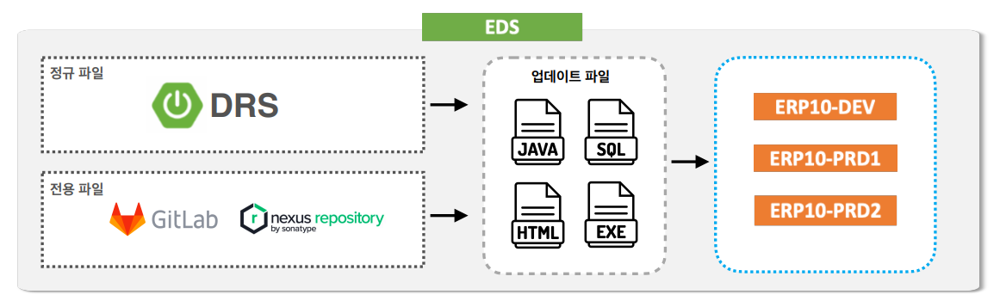 EDS
정규 파일
DRS
전용 파일
GitLab
r nexus repository
by sonatype
업데이트 파일
JAVA
SQL
HTML
EXE
ERP10-DEV
ERP10-PRD1
ERP10-PRD2